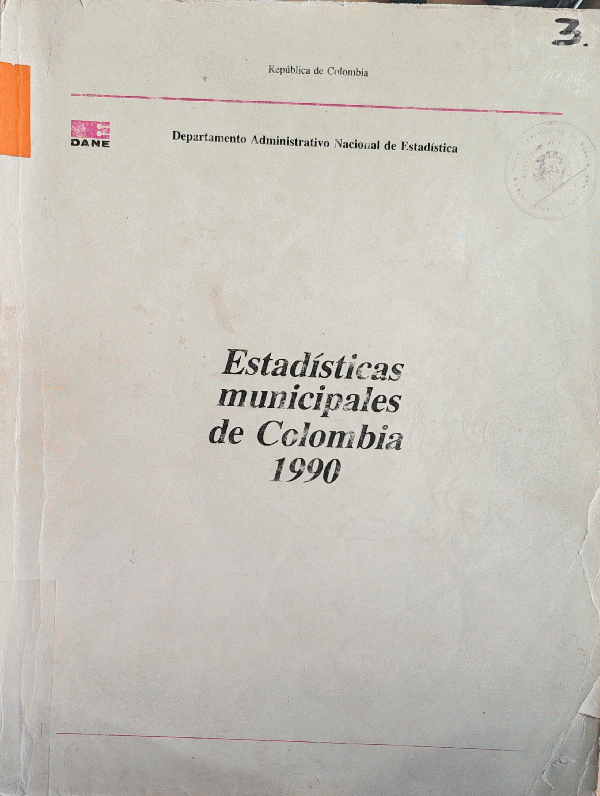 3.
República de Colombia
DANE
Departamento Administrativo Nacional de Estadística
Estadísticas
municipales
de Colombia
1990